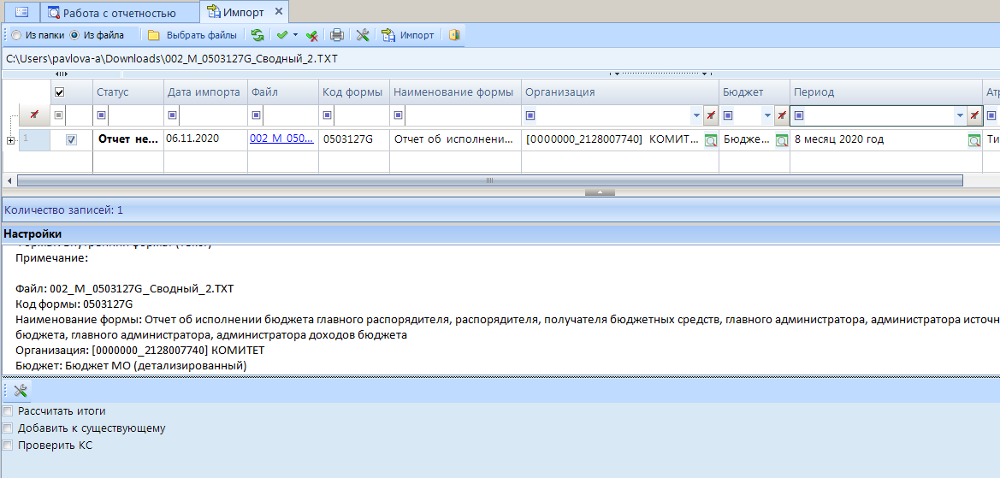 Работа с отчетностью
Импорт
Из папки Из файла Выбрать файлы Импорт
C:\Users\pavlova-a\Downloads\002_M_0503127G_Сводный_2.TXT
Статус Дата импорта Файл Код формы Наименование формы Организация Бюджет Период Атр
1 Отчет не... 06.11.2020 002_M_050... 0503127G Отчет об исполнени... [0000000_2128007740] КОМИТ... Бюдже... 8 месяц 2020 год Ти
Количество записей: 1
Настройки
Примечание:
Файл: 002_M_0503127G_Сводный_2.TXT
Код формы: 0503127G
Наименование формы: Отчет об исполнении бюджета главного распорядителя, распорядителя, получателя бюджетных средств, главного администратора, администратора источн
бюджета, главного администратора, администратора доходов бюджета
Организация: [0000000_2128007740] КОМИТЕТ
Бюджет: Бюджет МО (детализированный)
Рассчитать итоги
Добавить к существующему
Проверить КС